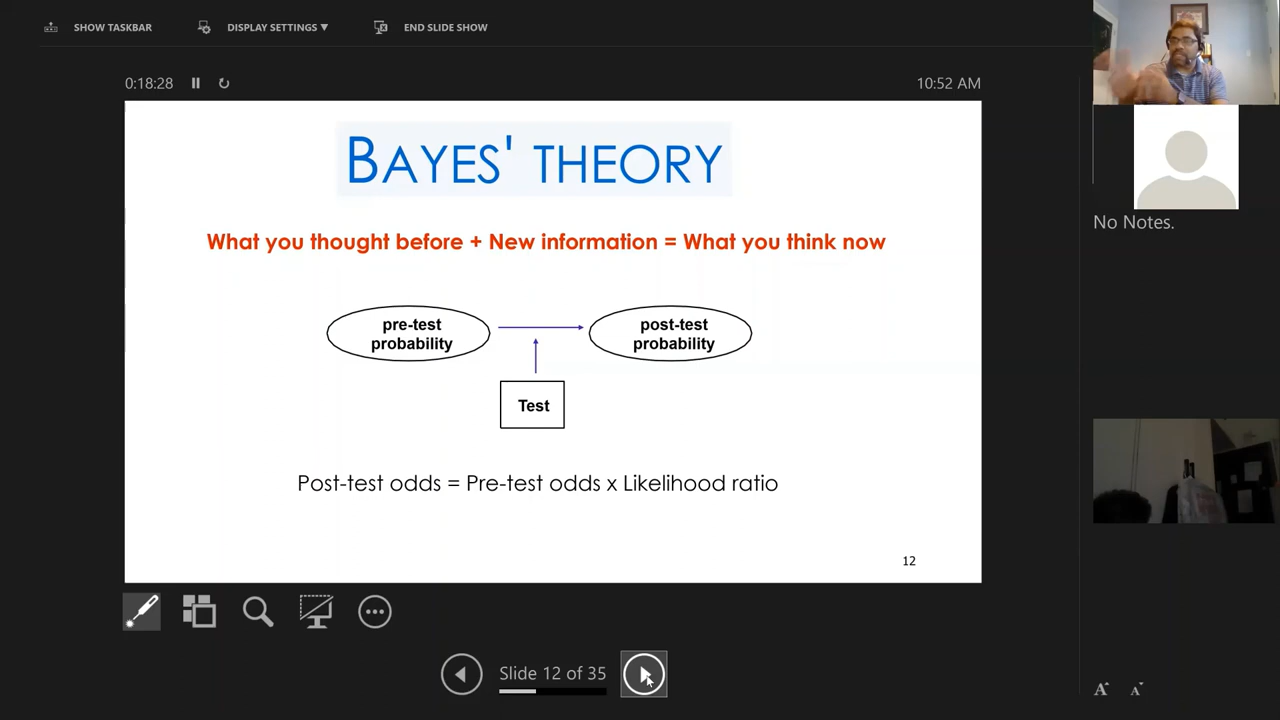 SHOW TASKBAR
DISPLAY SETTINGS ▼
END SLIDE SHOW
0:18:28
10:52 AM
BAYES' THEORY
What you thought before + New information = What you think now
pre-test
probability
post-test
probability
Test
Post-test odds = Pre-test odds x Likelihood ratio
12
No Notes.
Slide 12 of 35
A
A